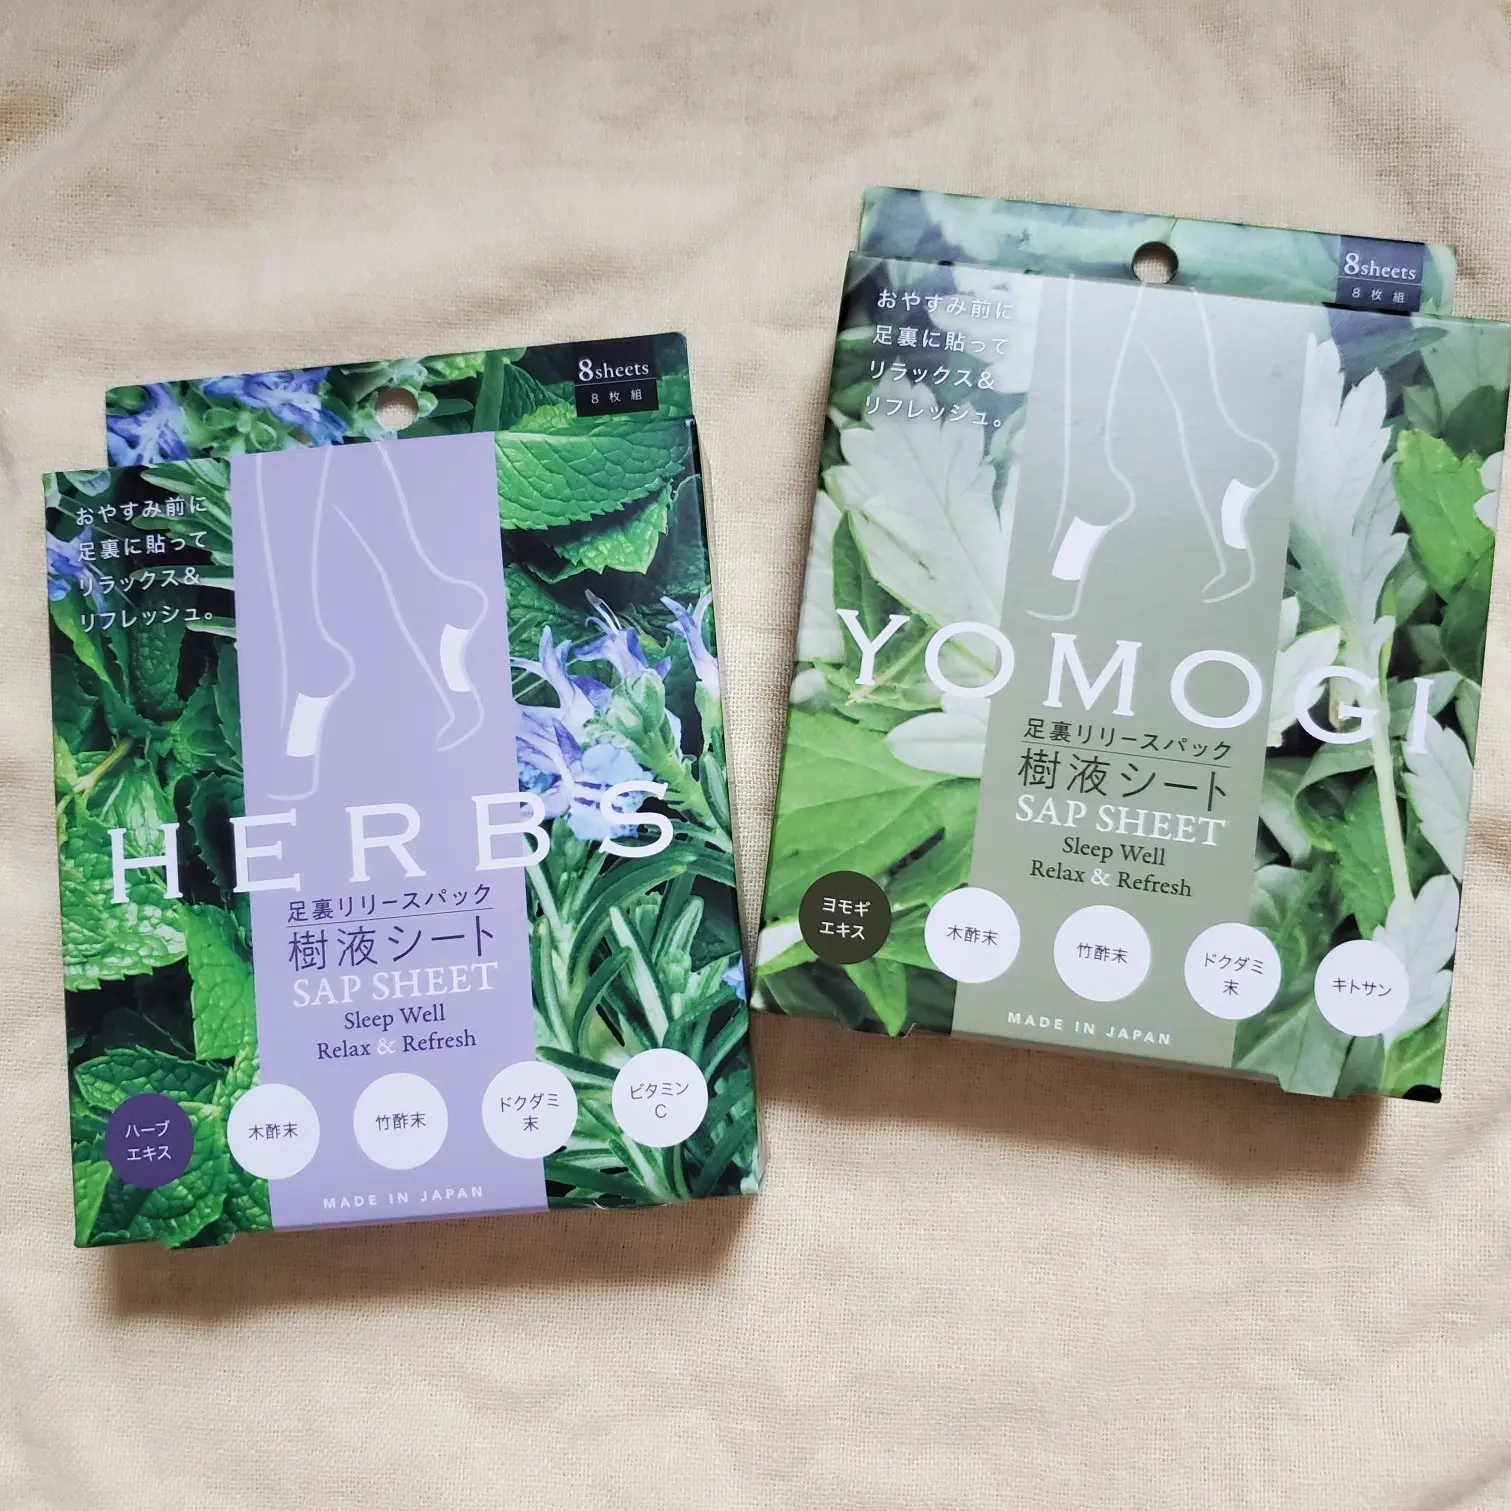 8sheets
8枚組
おやすみ前に
足裏に貼って
リラックス&
リフレッシュ。
HERBS
足裏リリースパック
樹液シート
SAP SHEET
Sleep Well
Relax & Refresh
ハーブ
エキス
木酢末
竹酢末
ドクダミ
末
ビタミン
C
MADE IN JAPAN
8sheets
8枚組
おやすみ前に
足裏に貼って
リラックス&
リフレッシュ。
YOMOGI
足裏リリースパック
樹液シート
SAP SHEET
Sleep Well
Relax & Refresh
ヨモギ
エキス
木酢末
竹酢末
ドクダミ
末
キトサン
MADE IN JAPAN